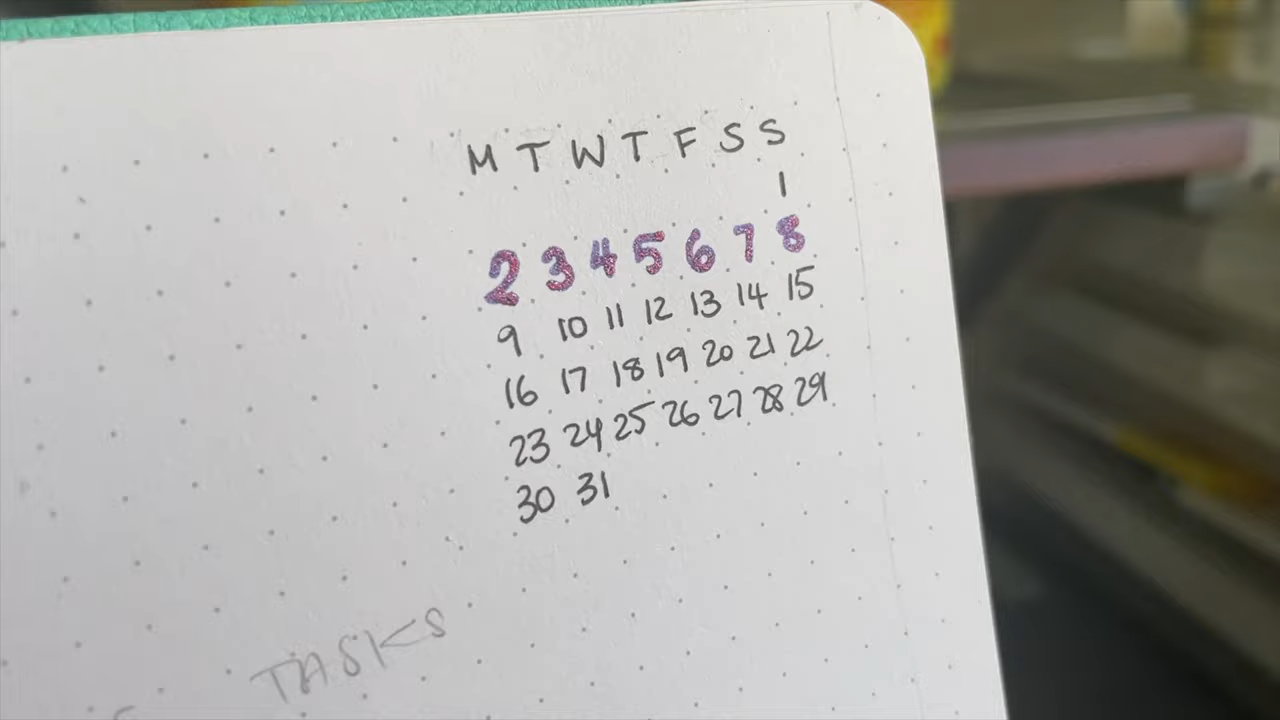 M T W T F S S
1
2 3 4 5 6 7 8
9 10 11 12 13 14 15
16 17 18 19 20 21 22
23 24 25 26 27 28 29
30 31
TASKS